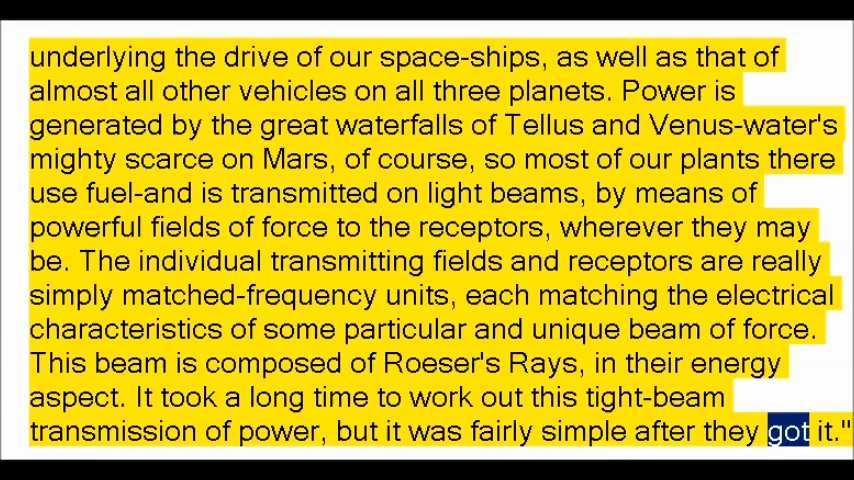 underlying the drive of our space-ships, as well as that of
almost all other vehicles on all three planets. Power is
generated by the great waterfalls of Tellus and Venus-water's
mighty scarce on Mars, of course, so most of our plants there
use fuel-and is transmitted on light beams, by means of
powerful fields of force to the receptors, wherever they may
be. The individual transmitting fields and receptors are really
simply matched-frequency units, each matching the electrical
characteristics of some particular and unique beam of force.
This beam is composed of Roeser's Rays, in their energy
aspect. It took a long time to work out this tight-beam
transmission of power, but it was fairly simple after they got it."